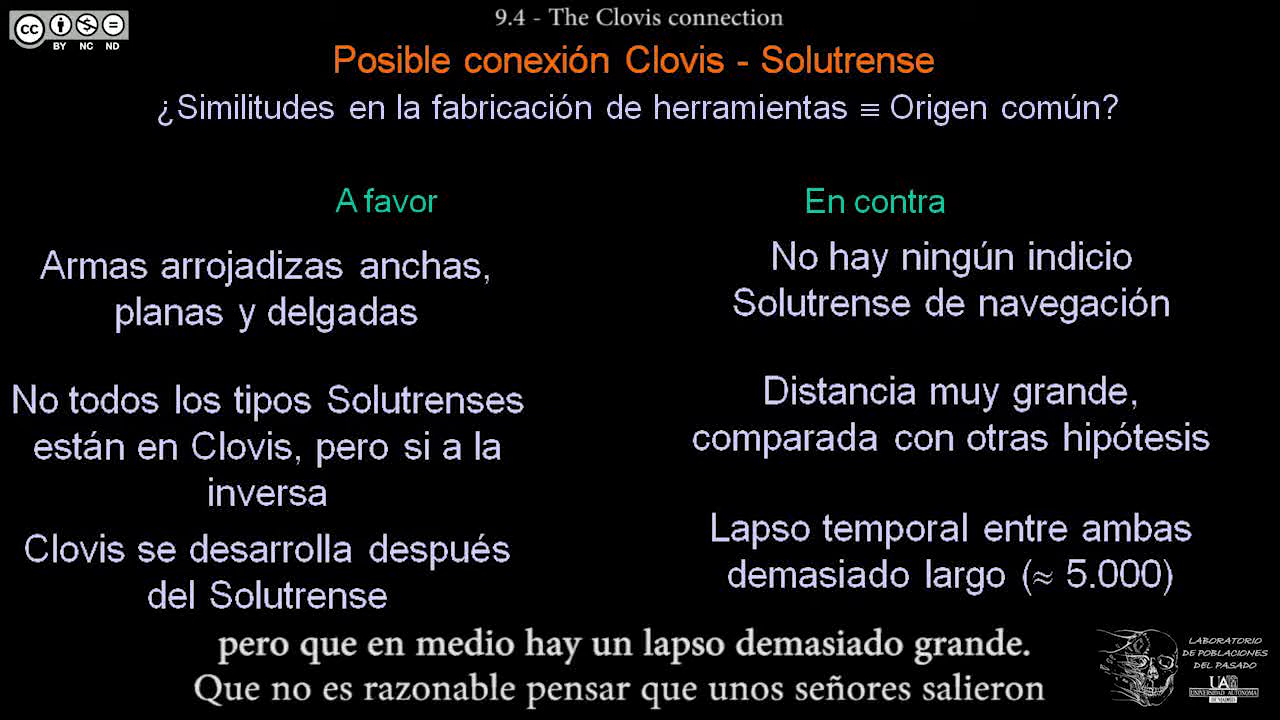 9.4 - The Clovis connection
cc
BY NC ND
Posible conexión Clovis - Solutrense
¿Similitudes en la fabricación de herramientas ≡ Origen común?
A favor
Armas arrojadizas anchas,
planas y delgadas
No todos los tipos Solutrenses
están en Clovis, pero si a la
inversa
Clovis se desarrolla después
del Solutrense
En contra
No hay ningún indicio
Solutrense de navegación
Distancia muy grande,
comparada con otras hipótesis
Lapso temporal entre ambas
demasiado largo (≈ 5.000)
pero que en medio hay un lapso demasiado grande.
Que no es razonable pensar que unos señores salieron
LABORATORIO
DE POBLACIONES
DEL PASADO
UAM
UNIVERSIDAD AUTONOMA
DE MADRID